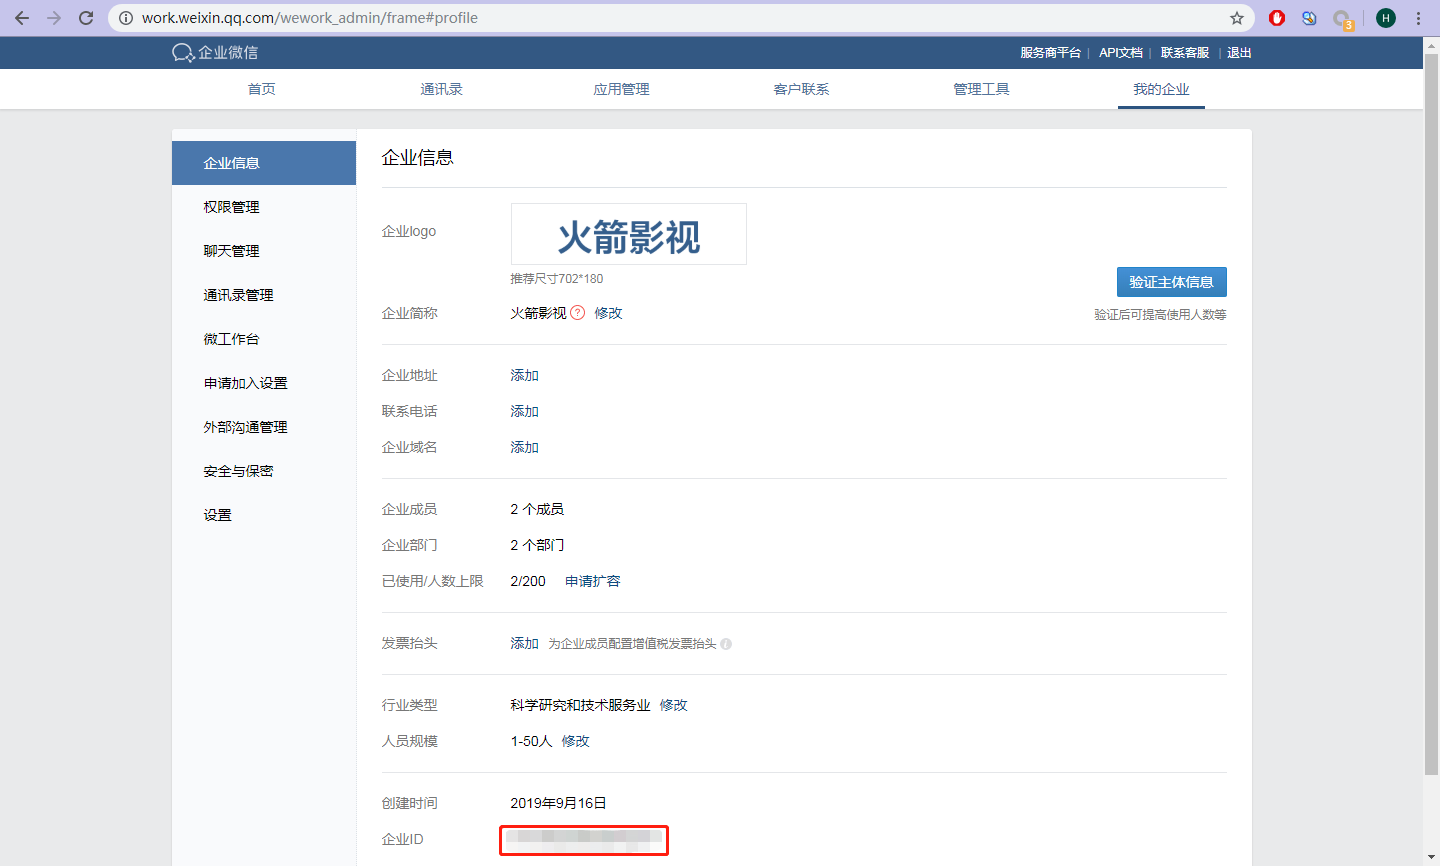 work.weixin.qq.com/wework_admin/frame#profile
3
H
企业微信
服务商平台 | API文档 | 联系客服 | 退出
首页 通讯录 应用管理 客户联系 管理工具 我的企业
企业信息
权限管理
聊天管理
通讯录管理
微工作台
申请加入设置
外部沟通管理
安全与保密
设置
企业信息
企业logo
火箭影视
推荐尺寸702*180
验证主体信息
验证后可提高使用人数等
企业简称 火箭影视 ? 修改
企业地址 添加
联系电话 添加
企业域名 添加
企业成员 2 个成员
企业部门 2 个部门
已使用/人数上限 2/200 申请扩容
发票抬头 添加 为企业成员配置增值税发票抬头 i
行业类型 科学研究和技术服务业 修改
人员规模 1-50人 修改
创建时间 2019年9月16日
企业ID